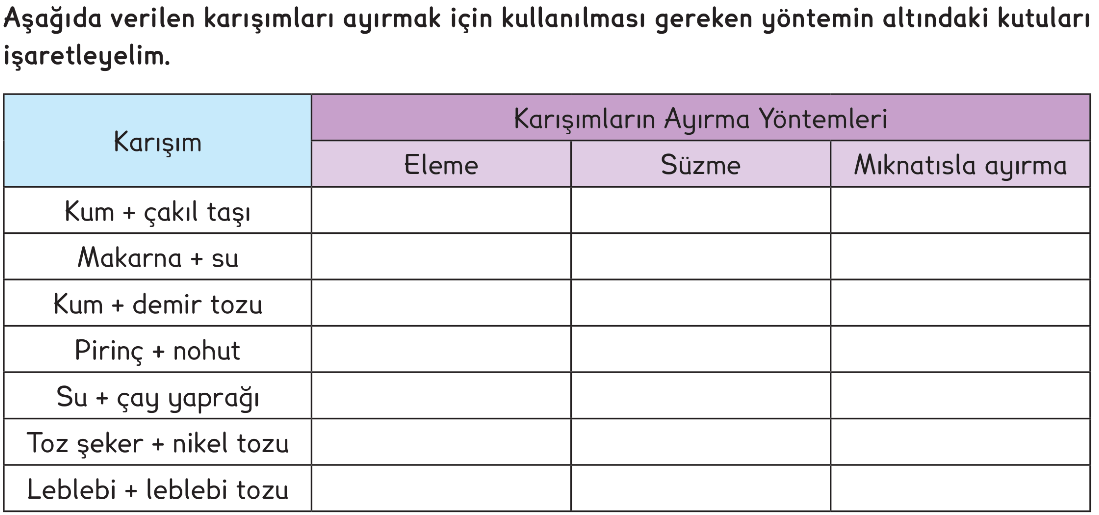 Aşağıda verilen karışımları ayırmak için kullanılması gereken yöntemin altındaki kutuları
işaretleyelim.
Karışım
Karışımların Ayırma Yöntemleri
Eleme
Süzme
Mıknatısla ayırma
Kum + çakıl taşı
Makarna + su
Kum + demir tozu
Pirinç + nohut
Su + çay yaprağı
Toz şeker + nikel tozu
Leblebi + leblebi tozu